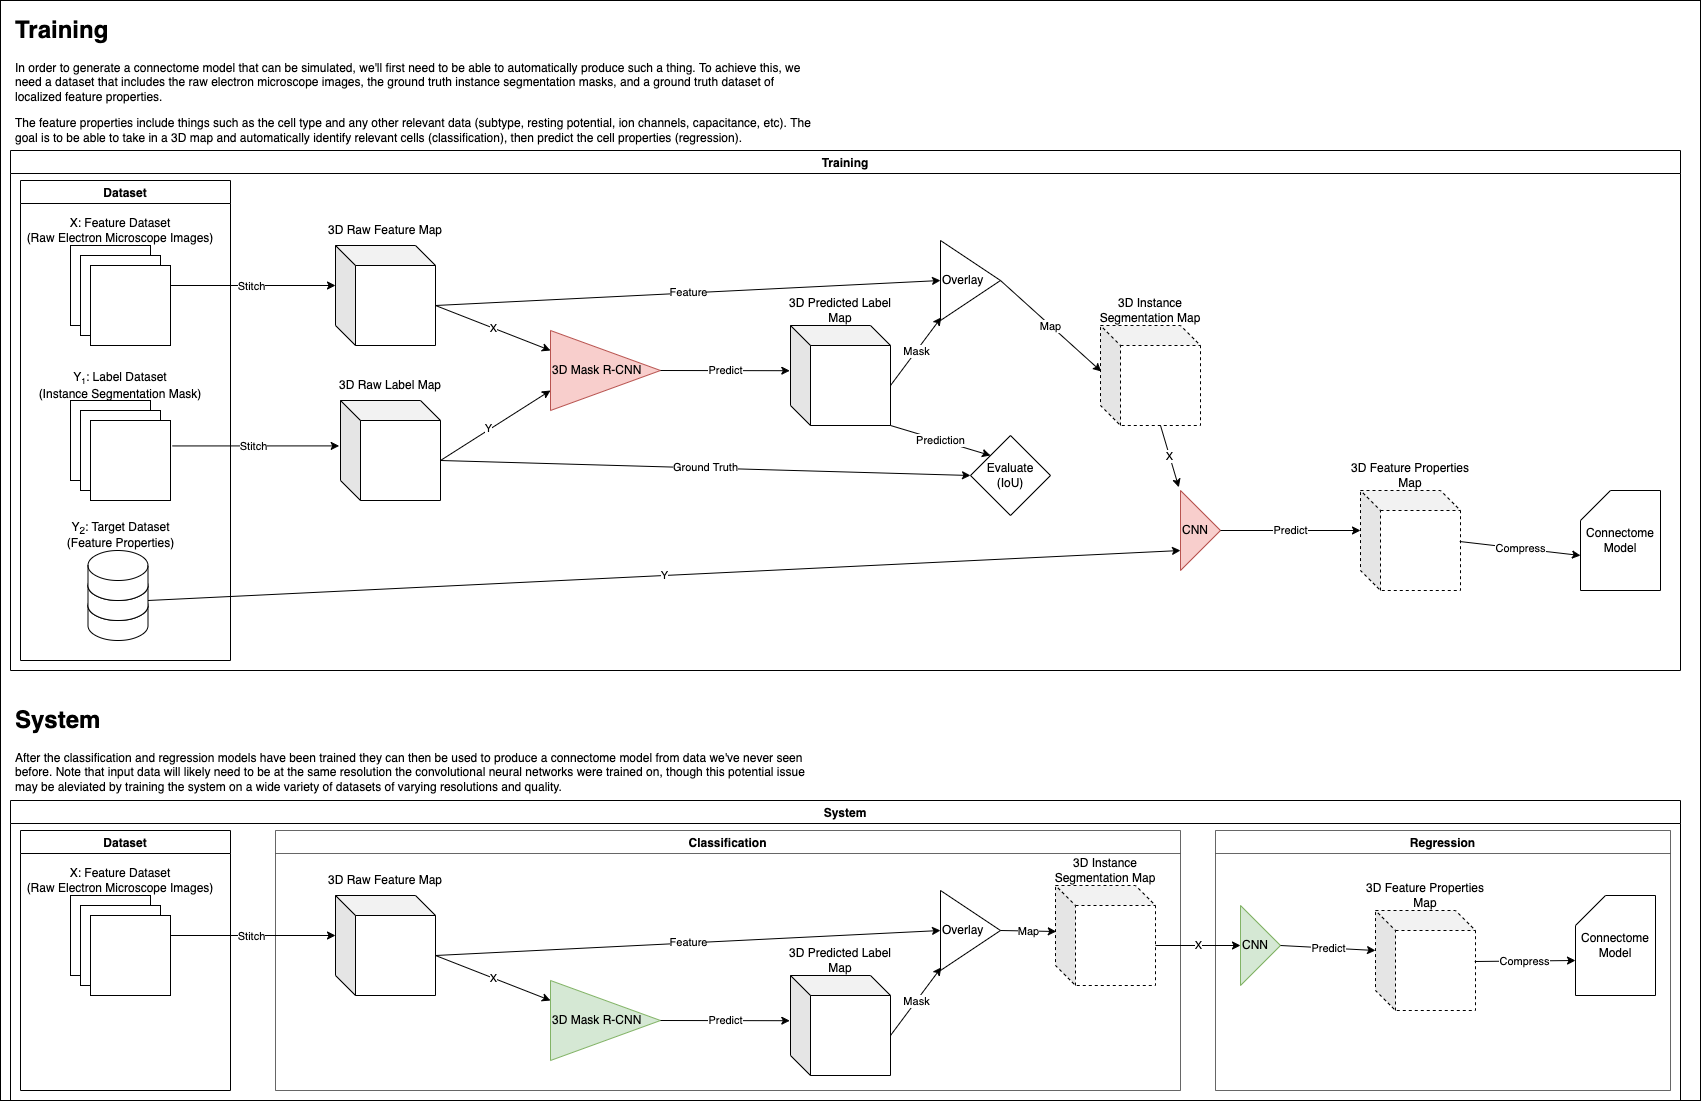 Training
In order to generate a connectome model that can be simulated, we'll first need to be able to automatically produce such a thing. To achieve this, we
need a dataset that includes the raw electron microscope images, the ground truth instance segmentation masks, and a ground truth dataset of
localized feature properties.
The feature properties include things such as the cell type and any other relevant data (subtype, resting potential, ion channels, capacitance, etc). The
goal is to be able to take in a 3D map and automatically identify relevant cells (classification), then predict the cell properties (regression).
Training
Dataset
X: Feature Dataset
(Raw Electron Microscope Images)
Stitch
3D Raw Feature Map
Feature
X
Overlay
Map
3D Instance
Segmentation Map
3D Predicted Label
Map
Mask
3D Mask R-CNN
Predict
Y₁: Label Dataset
(Instance Segmentation Mask)
Stitch
3D Raw Label Map
Y
Ground Truth
Prediction
Evaluate
(IoU)
X
Y₂: Target Dataset
(Feature Properties)
Y
CNN
Predict
3D Feature Properties
Map
Compress
Connectome
Model
System
After the classification and regression models have been trained they can then be used to produce a connectome model from data we've never seen
before. Note that input data will likely need to be at the same resolution the convolutional neural networks were trained on, though this potential issue
may be aleviated by training the system on a wide variety of datasets of varying resolutions and quality.
System
Dataset
X: Feature Dataset
(Raw Electron Microscope Images)
Stitch
Classification
3D Raw Feature Map
Feature
X
3D Mask R-CNN
Predict
3D Predicted Label
Map
Mask
Overlay
Map
3D Instance
Segmentation Map
X
Regression
CNN
Predict
3D Feature Properties
Map
Compress
Connectome
Model